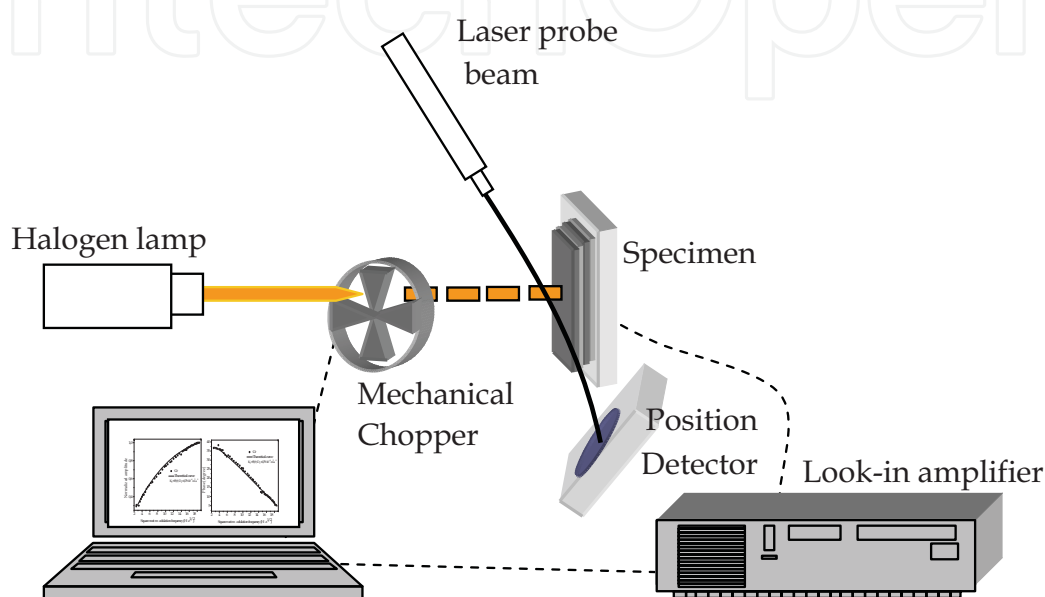 Laser probe
beam
Halogen lamp
Specimen
Mechanical
Chopper
Position
Detector
Look-in amplifier